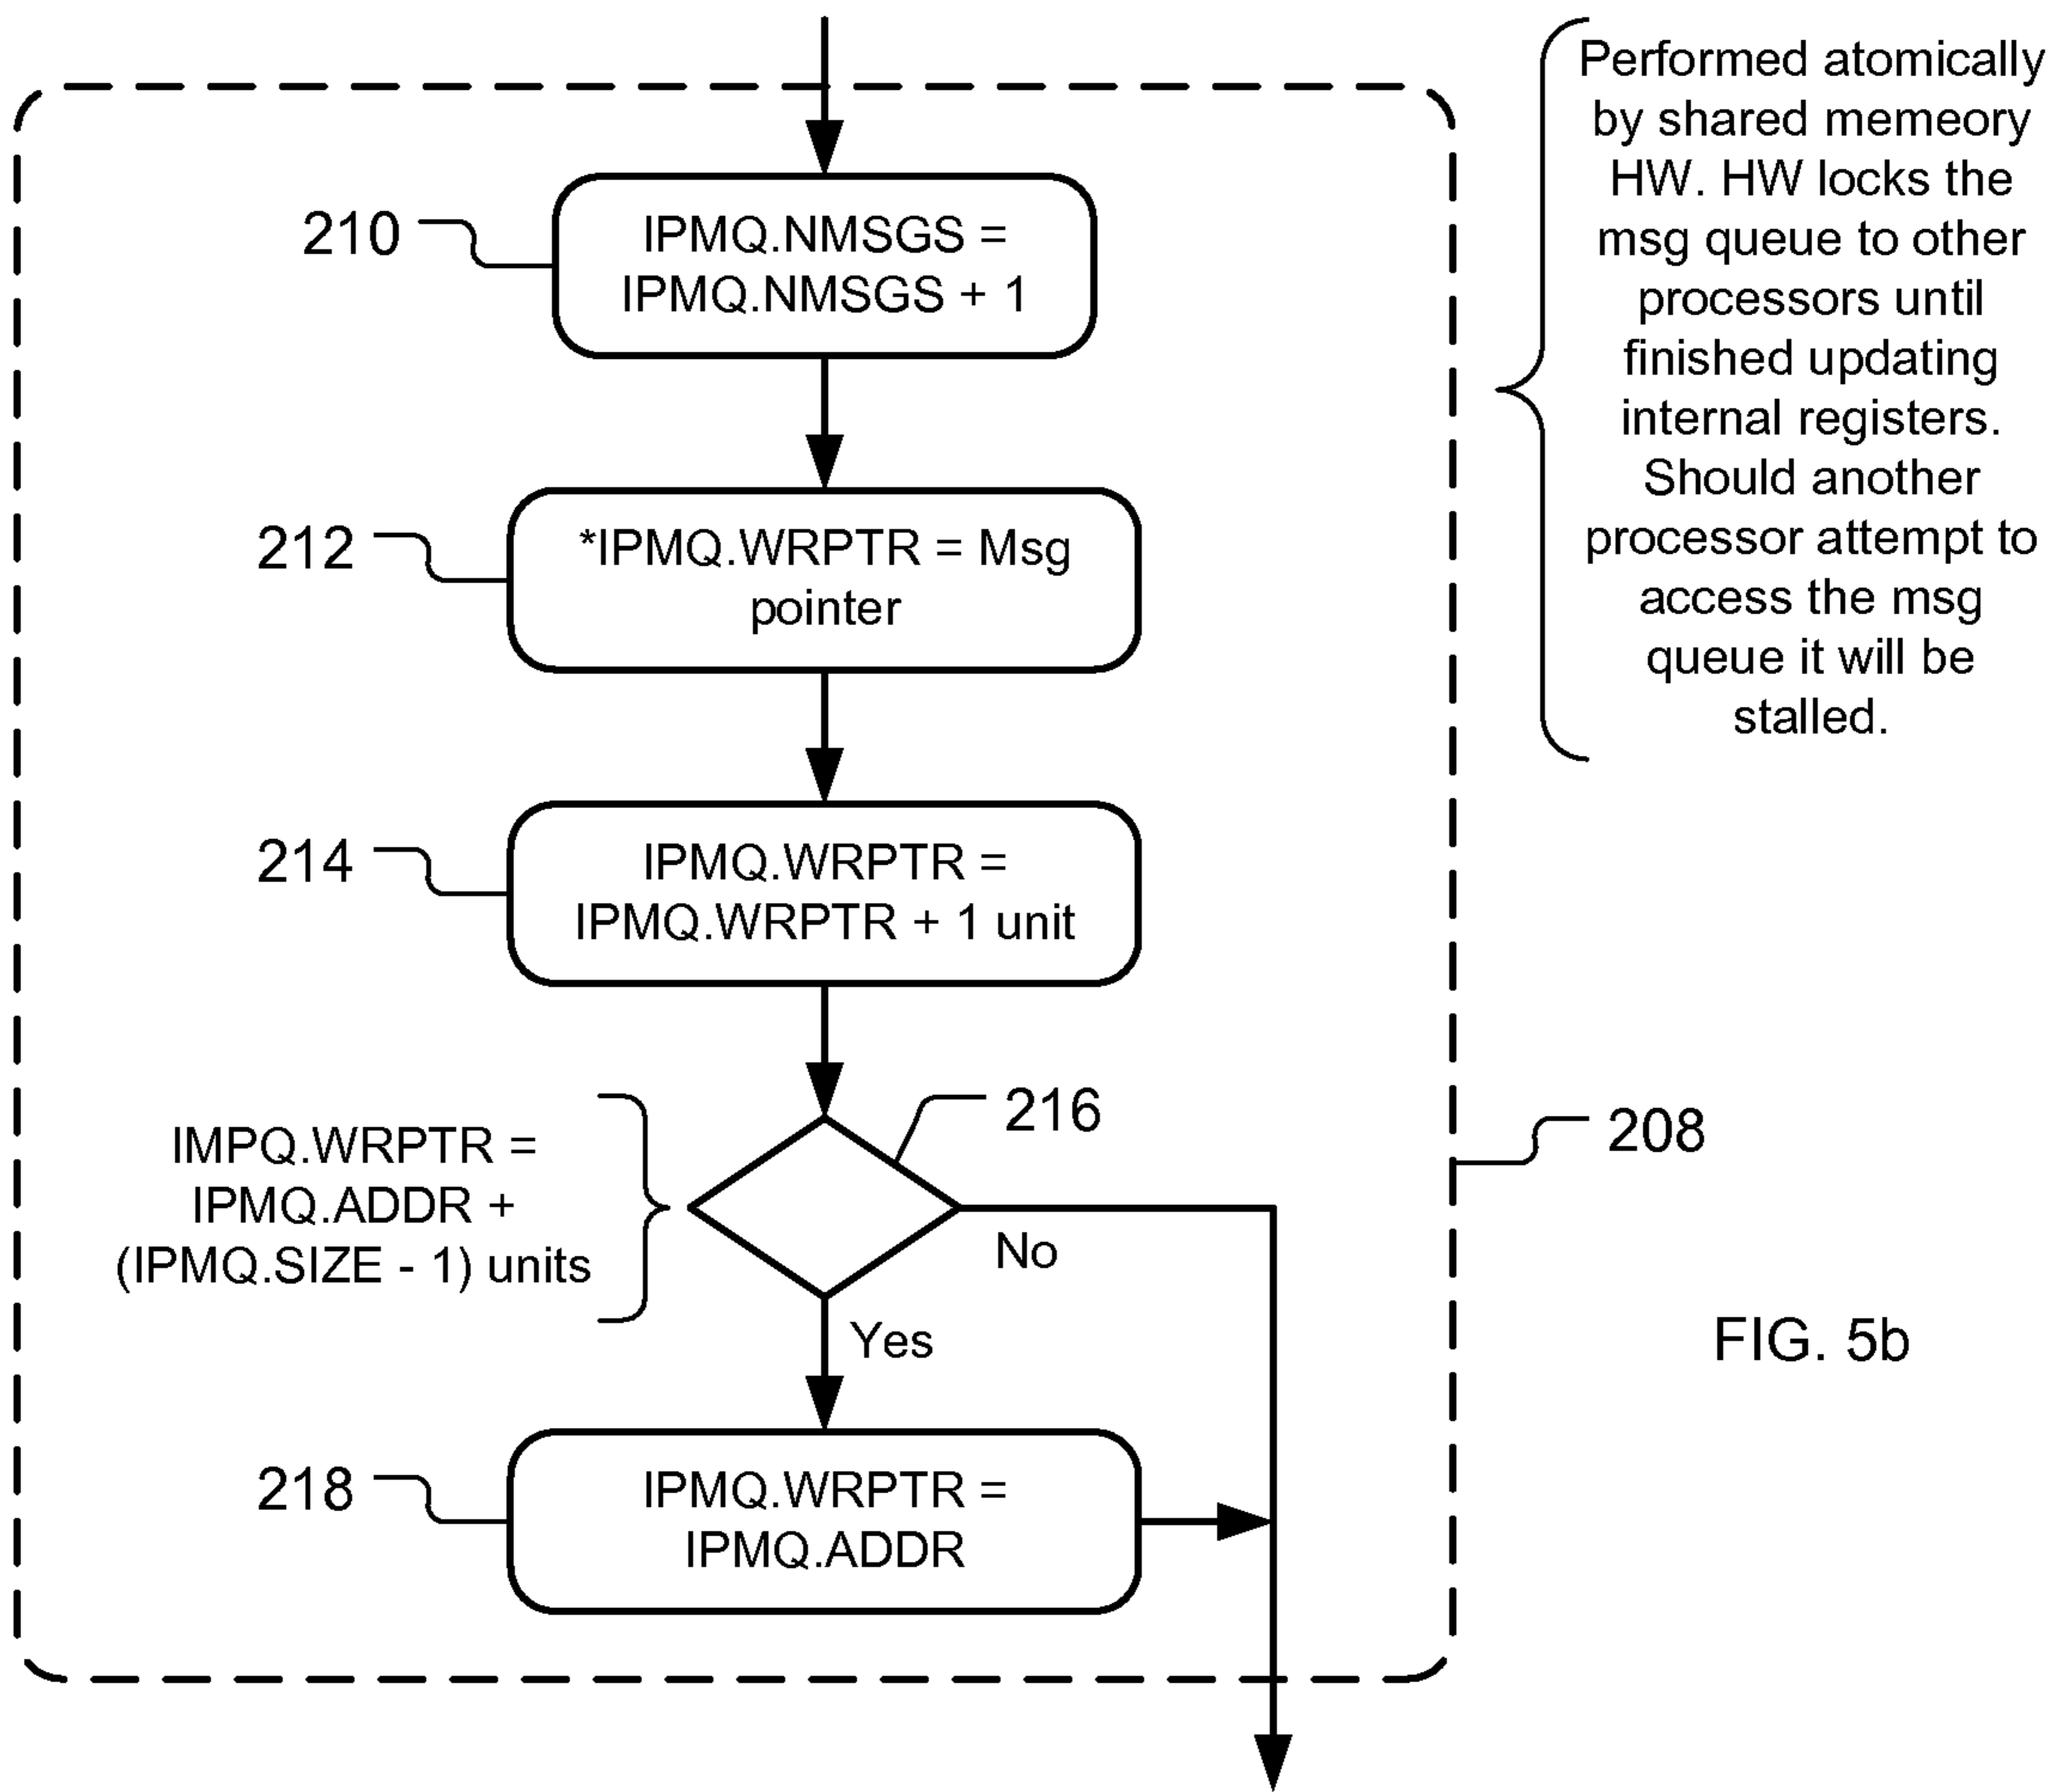 Performed atomically
by shared memeory
HW. HW locks the
msg queue to other
processors until
finished updating
internal registers.
Should another
processor attempt to
access the msg
queue it will be
stalled.
210
IPMQ.NMSGS =
IPMQ.NMSGS + 1
212
*IPMQ.WRPTR = Msg
pointer
214
IPMQ.WRPTR =
IPMQ.WRPTR + 1 unit
216
208
IMPQ.WRPTR =
IPMQ.ADDR +
(IPMQ.SIZE - 1) units
No
Yes
FIG. 5b
218
IPMQ.WRPTR =
IPMQ.ADDR